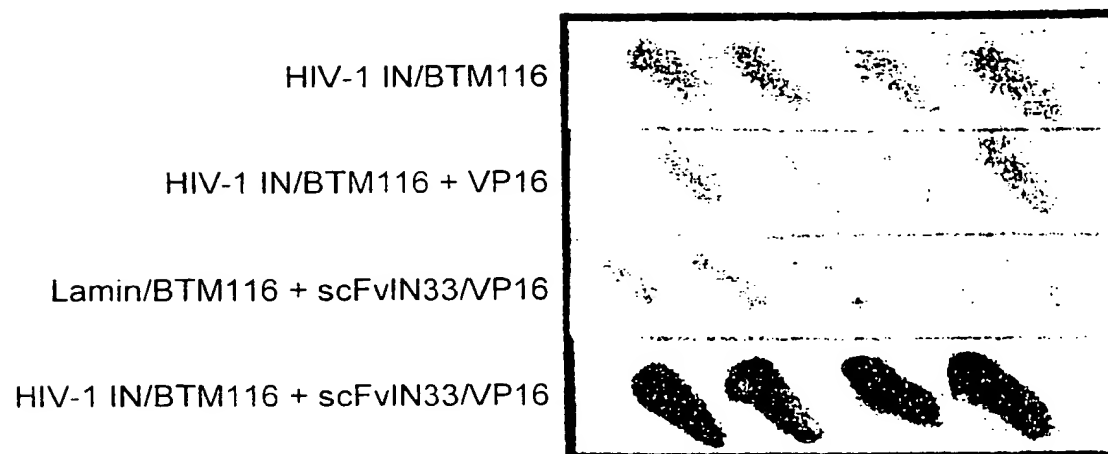 HIV-1 IN/BTM116
HIV-1 IN/BTM116 + VP16
Lamin/BTM116 + scFvIN33/VP16
HIV-1 IN/BTM116 + scFvIN33/VP16